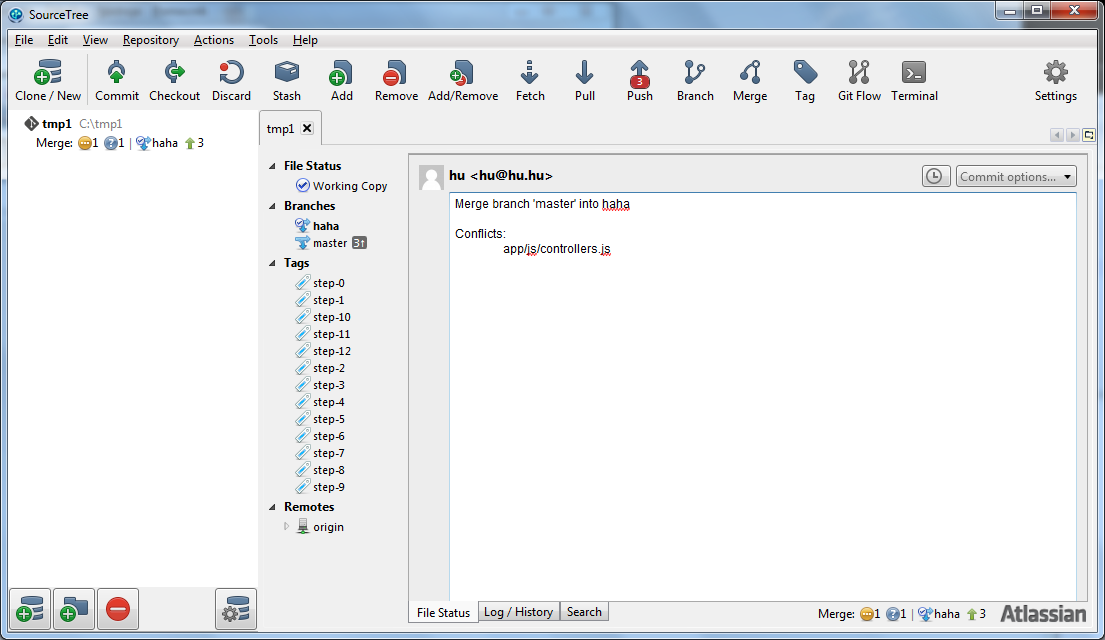 SourceTree
File Edit View Repository Actions Tools Help
Clone / New Commit Checkout Discard Stash Add Remove Add/Remove Fetch Pull 3 Push Branch Merge Tag Git Flow Terminal Settings
tmp1 C:\tmp1
Merge: 1 ? 1 | haha 3
tmp1
File Status
Working Copy
Branches
haha
master 3↑
Tags
step-0
step-1
step-10
step-11
step-12
step-2
step-3
step-4
step-5
step-6
step-7
step-8
step-9
Remotes
origin
hu <hu@hu.hu>
Commit options...
Merge branch 'master' into haha
Conflicts:
app/js/controllers.js
File Status Log / History Search
Merge: 1 ? 1 | haha 3 Atlassian